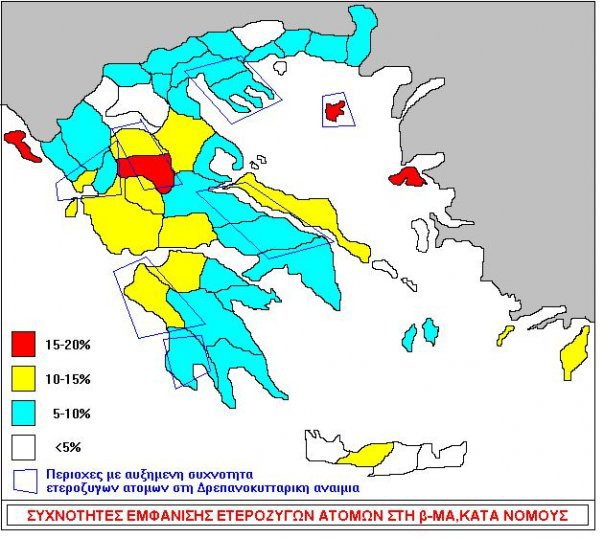 15-20%
10-15%
5-10%
<5%
Περιοχες με αυξημενη συχνοτητα
ετεροζυγων ατομων στη Δρεπανοκυτταρικη αναιμια
ΣΥΧΝΟΤΗΤΕΣ ΕΜΦΑΝΙΣΗΣ ΕΤΕΡΟΖΥΓΩΝ ΑΤΟΜΩΝ ΣΤΗ β-ΜΑ,ΚΑΤΑ ΝΟΜΟΥΣ